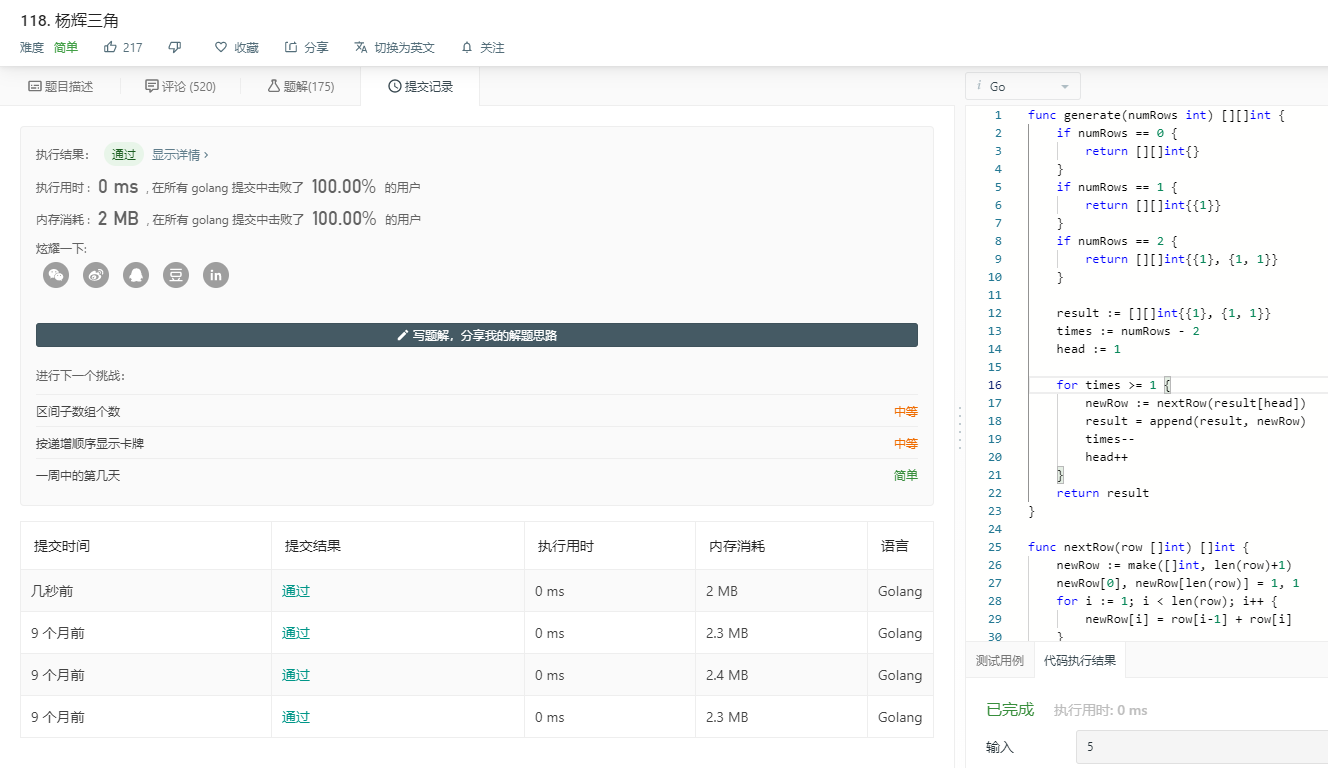 118. 杨辉三角
难度 简单 217 收藏 分享 切换为英文 关注
题目描述 评论 (520) 题解(175) 提交记录
执行结果: 通过 显示详情 ›
执行用时 : 0 ms , 在所有 golang 提交中击败了 100.00% 的用户
内存消耗 : 2 MB , 在所有 golang 提交中击败了 100.00% 的用户
炫耀一下:
豆 in
写题解, 分享我的解题思路
进行下一个挑战:
区间子数组个数 中等
按递增顺序显示卡牌 中等
一周中的第几天 简单
提交时间 提交结果 执行用时 内存消耗 语言
几秒前 通过 0 ms 2 MB Golang
9 个月前 通过 0 ms 2.3 MB Golang
9 个月前 通过 0 ms 2.4 MB Golang
9 个月前 通过 0 ms 2.3 MB Golang
i Go
1 func generate(numRows int) [][]int {
2 if numRows == 0 {
3 return [][]int{}
4 }
5 if numRows == 1 {
6 return [][]int{{1}}
7 }
8 if numRows == 2 {
9 return [][]int{{1}, {1, 1}}
10 }
11
12 result := [][]int{{1}, {1, 1}}
13 times := numRows - 2
14 head := 1
15
16 for times >= 1 {
17 newRow := nextRow(result[head])
18 result = append(result, newRow)
19 times--
20 head++
21 }
22 return result
23 }
24
25 func nextRow(row []int) []int {
26 newRow := make([]int, len(row)+1)
27 newRow[0], newRow[len(row)] = 1, 1
28 for i := 1; i < len(row); i++ {
29 newRow[i] = row[i-1] + row[i]
30 }
测试用例 代码执行结果
已完成 执行用时: 0 ms
输入 5